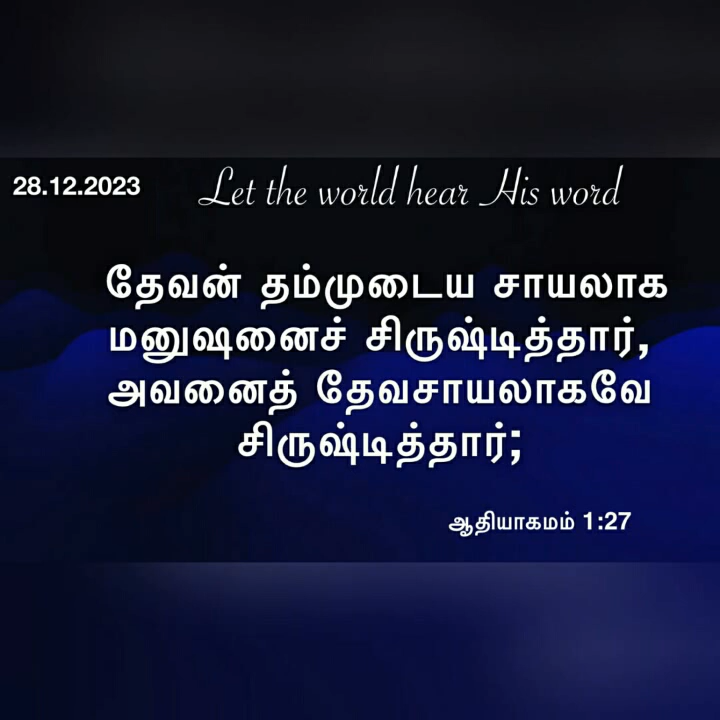 28.12.2023 Let the world hear His word
தேவன் தம்முடைய சாயலாக
மனுஷனைச் சிருஷ்டித்தார்,
அவனைத் தேவசாயலாகவே
சிருஷ்டித்தார்;
ஆதியாகமம் 1:27